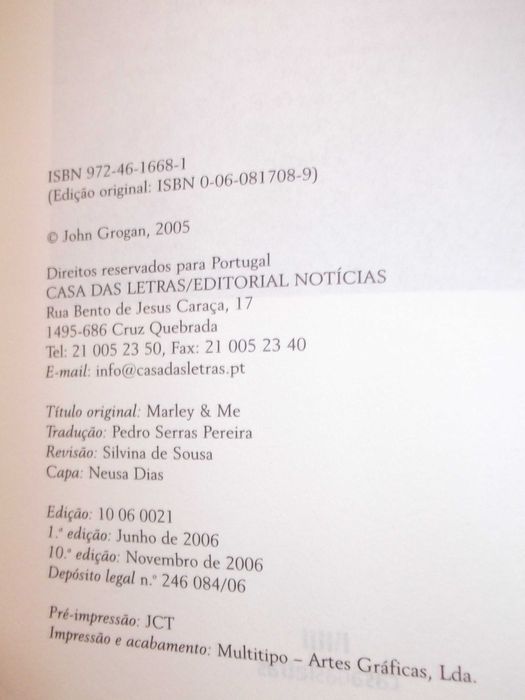 ISBN 972-46-1668-1
(Edição original: ISBN 0-06-081708-9)
© John Grogan, 2005
Direitos reservados para Portugal
CASA DAS LETRAS/EDITORIAL NOTÍCIAS
Rua Bento de Jesus Caraça, 17
1495-686 Cruz Quebrada
Tel: 21 005 23 50, Fax: 21 005 23 40
E-mail: info@casadasletras.pt
Título original: Marley & Me
Tradução: Pedro Serras Pereira
Revisão: Silvina de Sousa
Capa: Neusa Dias
Edição: 10 06 0021
1.ª edição: Junho de 2006
10.ª edição: Novembro de 2006
Depósito legal n.º 246 084/06
Pré-impressão: JCT
Impressão e acabamento: Multitipo – Artes Gráficas, Lda.